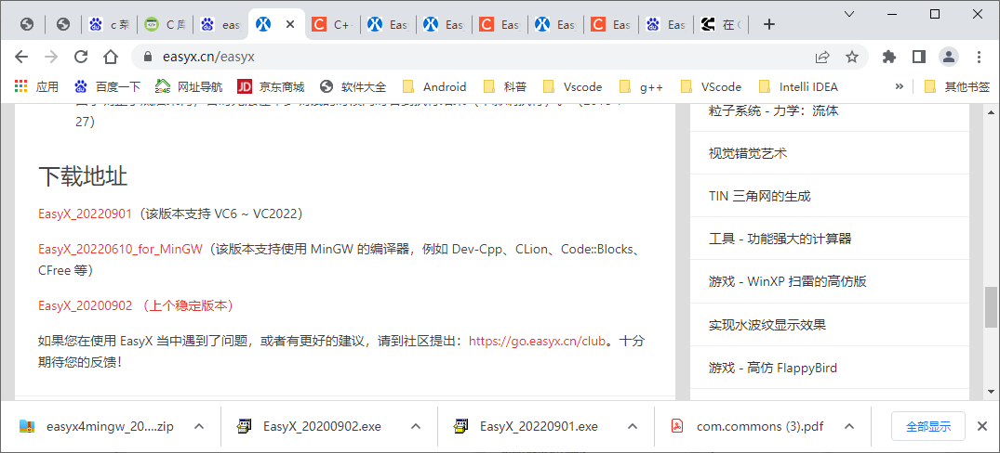 c 菜
C 库
eas
C+
Eas
Eas
Eas
Eas
Eas
Eas
在 C
easyx.cn/easyx
应用
百度一下
网址导航
京东商城
软件大全
Android
科普
Vscode
g++
VScode
Intelli IDEA
»
其他书签
27）
下载地址
EasyX_20220901（该版本支持 VC6 ~ VC2022）
EasyX_20220610_for_MinGW（该版本支持使用 MinGW 的编译器，例如 Dev-Cpp、CLion、Code::Blocks、
CFree 等）
EasyX_20200902 （上个稳定版本）
如果您在使用 EasyX 当中遇到了问题，或者有更好的建议，请到社区提出：https://go.easyx.cn/club。十分
期待您的反馈！
粒子系统 - 力学：流体
视觉错觉艺术
TIN 三角网的生成
工具 - 功能强大的计算器
游戏 - WinXP 扫雷的高仿版
实现水波纹显示效果
游戏 - 高仿 FlappyBird
easyx4mingw_20....zip
EasyX_20200902.exe
EasyX_20220901.exe
com.commons (3).pdf
全部显示